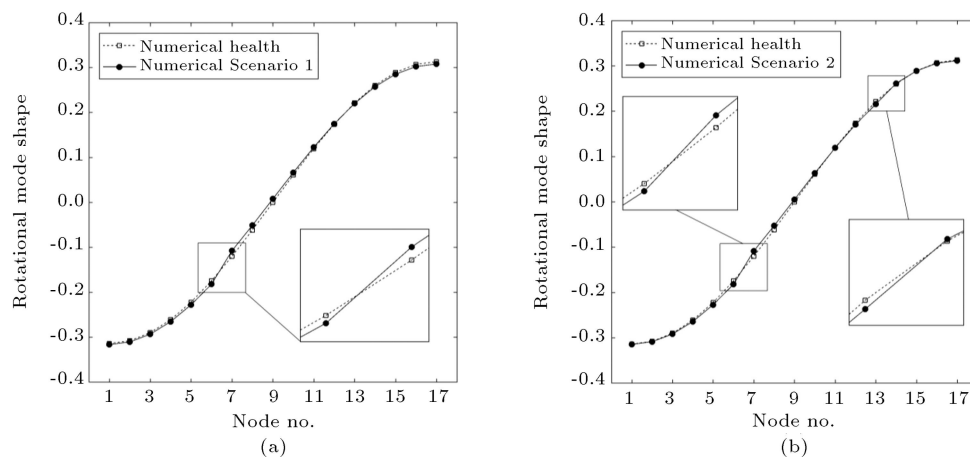 0.4
0.3
0.2
0.1
0.0
-0.1
-0.2
-0.3
-0.4
Rotational mode shape
Numerical health
Numerical Scenario 1
1 3 5 7 9 11 13 15 17
Node no.
(a)
0.4
0.3
0.2
0.1
0.0
-0.1
-0.2
-0.3
-0.4
Rotational mode shape
Numerical health
Numerical Scenario 2
1 3 5 7 9 11 13 15 17
Node no.
(b)